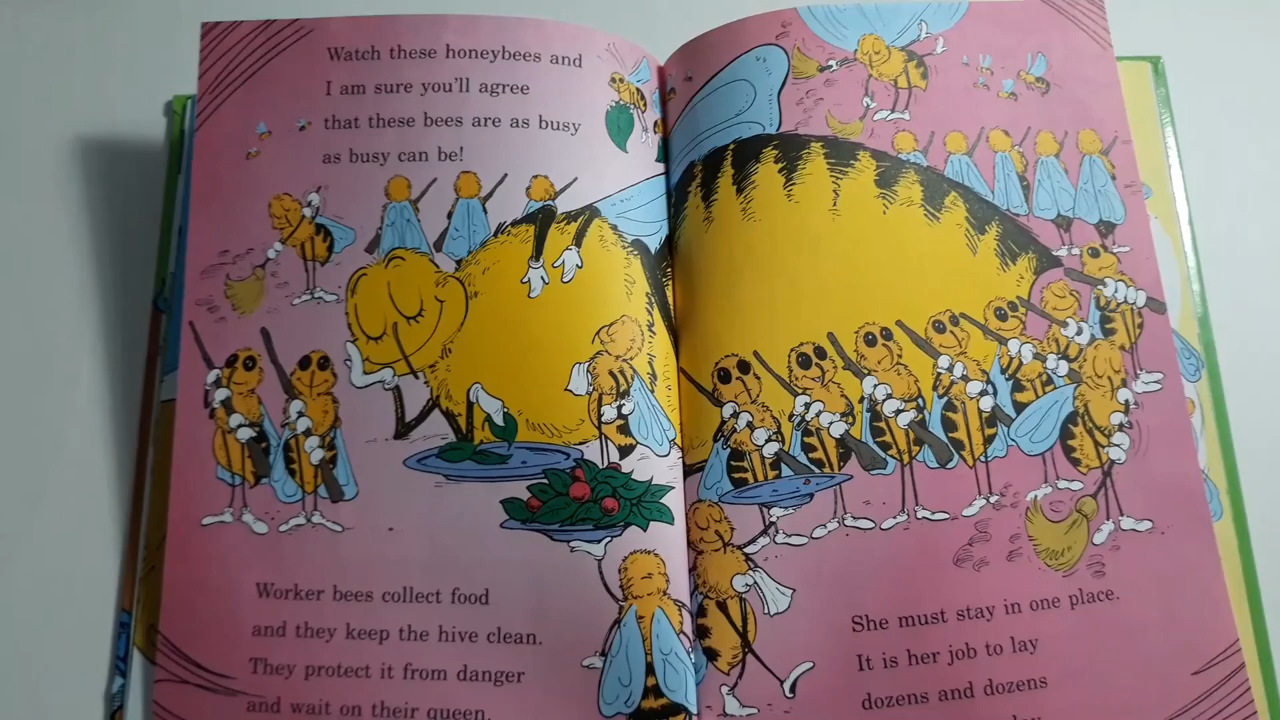 Watch these honeybees and
I am sure you'll agree
that these bees are as busy
as busy can be!
Worker bees collect food
and they keep the hive clean.
They protect it from danger
and wait on their queen.
She must stay in one place.
It is her job to lay
dozens and dozens